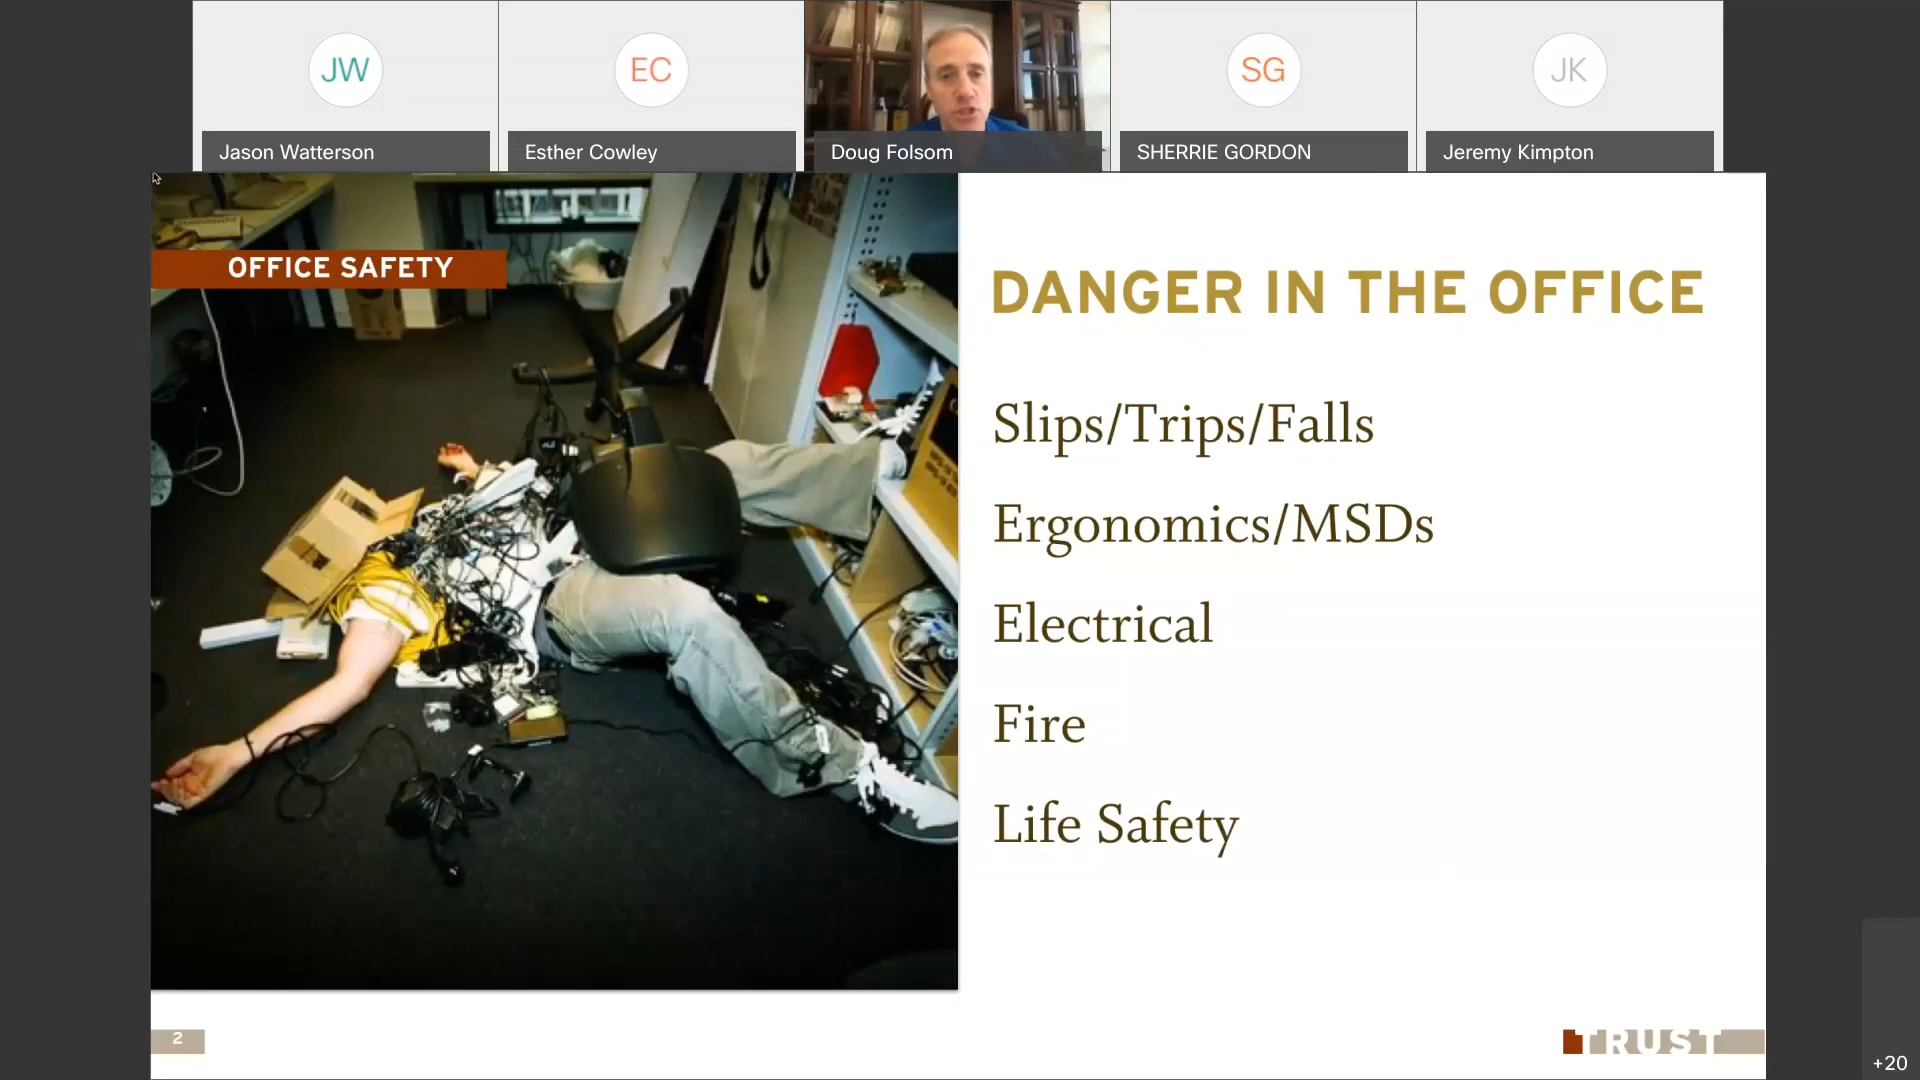 JW
EC
SG
JK
Jason Watterson
Esther Cowley
Doug Folsom
SHERRIE GORDON
Jeremy Kimpton
OFFICE SAFETY
DANGER IN THE OFFICE
Slips/Trips/Falls
Ergonomics/MSDs
Electrical
Fire
Life Safety
2
TRUST
+20